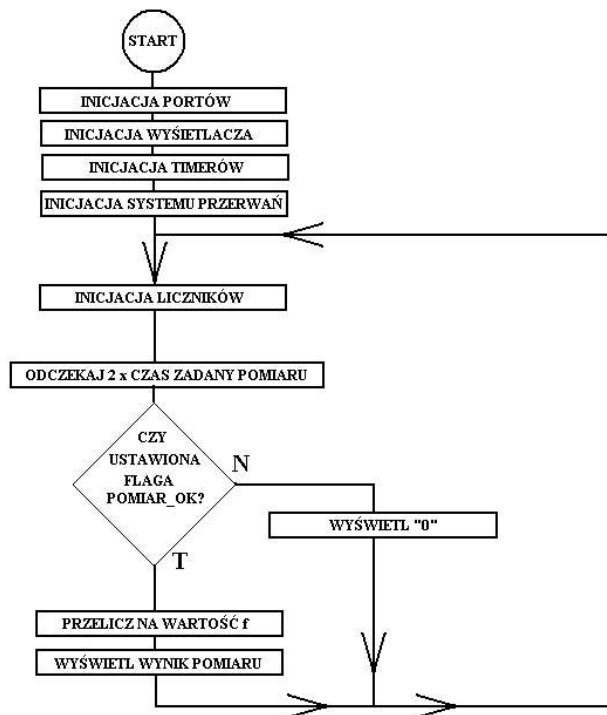 START
INICJACJA PORTÓW
INICJACJA WYŚIETLACZA
INICJACJA TIMERÓW
INICJACJA SYSTEMU PRZERWAŃ
INICJACJA LICZNIKÓW
ODCZEKAJ 2 x CZAS ZADANY POMIARU
CZY
USTAWIONA
FLAGA
POMIAR_OK?
N
T
WYŚWIETL "0"
PRZELICZ NA WARTOŚĆ f
WYŚWIETL WYNIK POMIARU